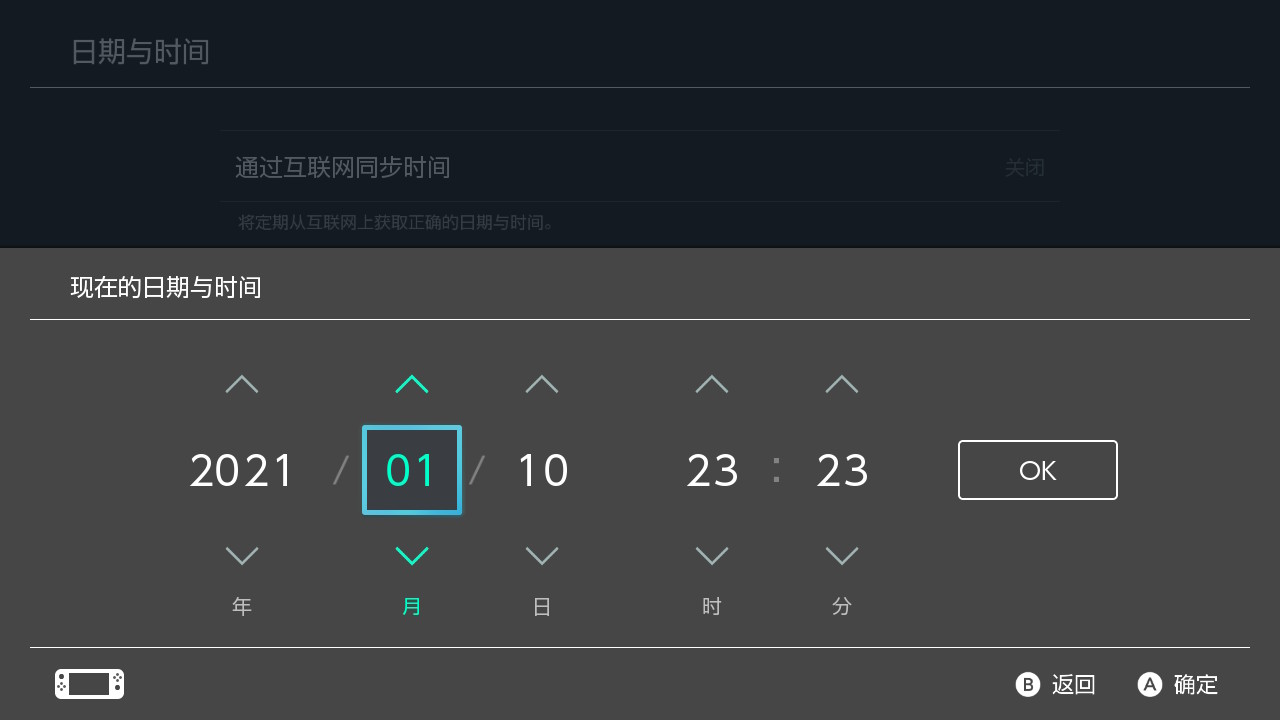 日期与时间
通过互联网同步时间 关闭
将定期从互联网上获取正确的日期与时间。
现在的日期与时间
2021 / 01 / 10 23 : 23 OK
年 月 日 时 分
B 返回 A 确定